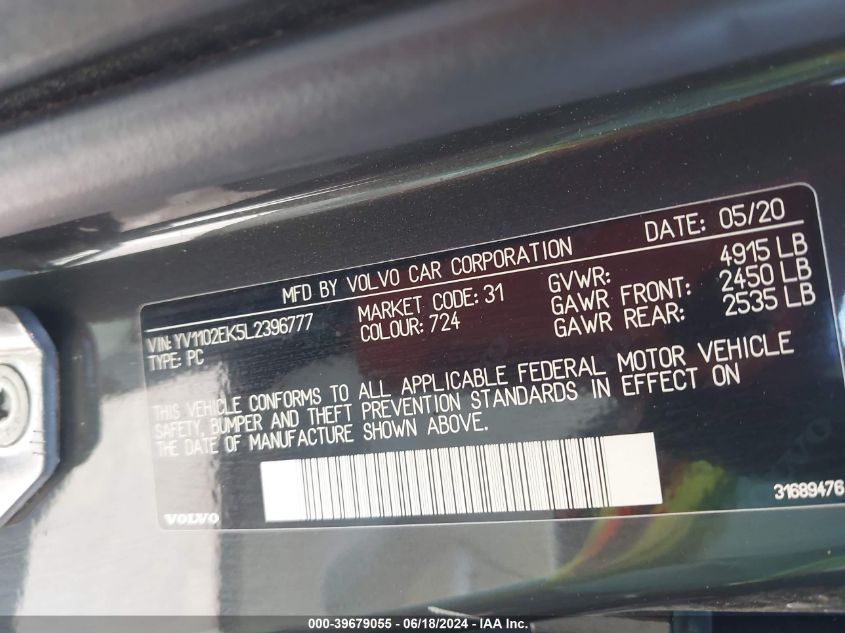 MFD BY VOLVO CAR CORPORATION DATE: 05/20
VIN: YV1102EK5L2396777 MARKET CODE: 31 GVWR: 4915 LB
TYPE: PC COLOUR: 724 GAWR FRONT: 2450 LB
GAWR REAR: 2535 LB
THIS VEHICLE CONFORMS TO ALL APPLICABLE FEDERAL MOTOR VEHICLE
SAFETY, BUMPER AND THEFT PREVENTION STANDARDS IN EFFECT ON
THE DATE OF MANUFACTURE SHOWN ABOVE.
VOLVO 31689476
000-39679055 - 06/18/2024 - IAA Inc.